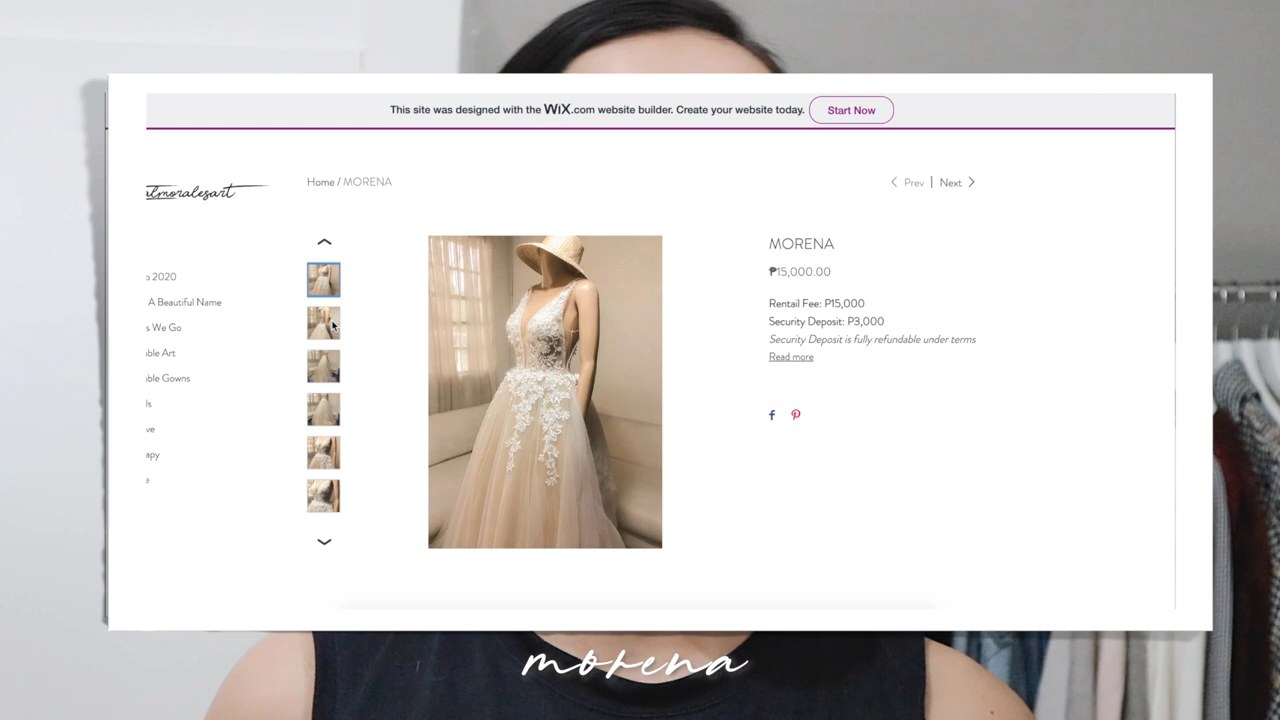 This site was designed with the WiX.com website builder. Create your website today. Start Now
almoralesart
Home / MORENA
Prev | Next
2020
A Beautiful Name
We Go
Art
Gowns
MORENA
₱15,000.00
Rentail Fee: P15,000
Security Deposit: P3,000
Security Deposit is fully refundable under terms
Read more
morena